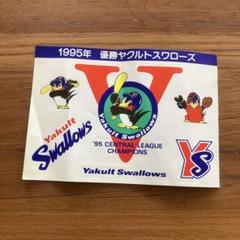 1995年 優勝ヤクルトスワローズ
V
Yakult Swallows
Yakult
Swallows
'95 CENTRAL LEAGUE
CHAMPIONS
YS
Yakult Swallows